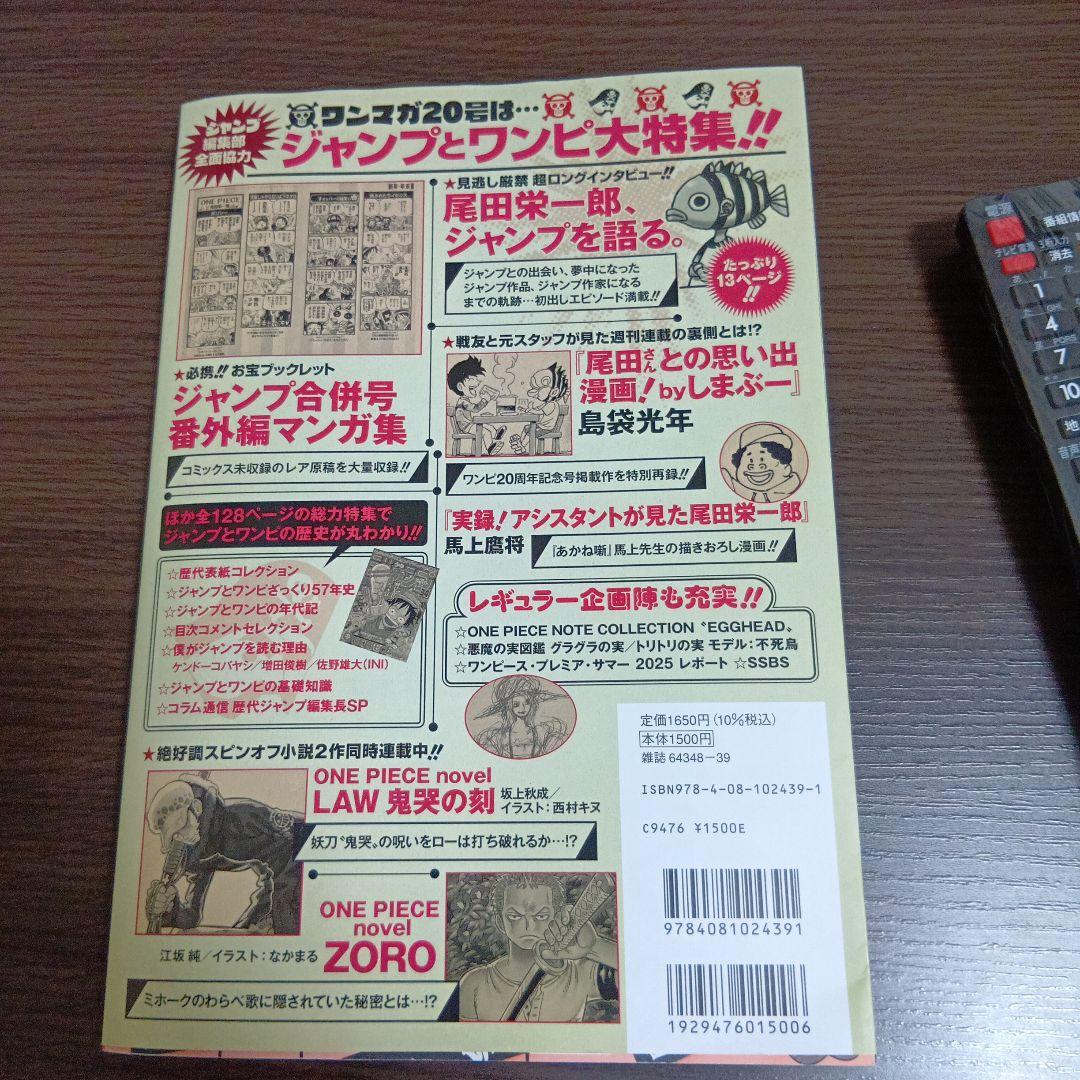 ジャンプ
編集部
全面協力
ワンマガ20号は…
ジャンプとワンピ大特集!!
ONE PIECE
★必携!! お宝ブックレット
ジャンプ合併号
番外編マンガ集
コミックス未収録のレア原稿を大量収録!!
★見逃し厳禁 超ロングインタビュー!!
尾田栄一郎、
ジャンプを語る。
ジャンプとの出会い、夢中になった
ジャンプ作品、ジャンプ作家になる
までの軌跡…初出しエピソード満載!!
たっぷり
13ページ
!!
★戦友と元スタッフが見た週刊連載の裏側とは!?
『尾田さんとの思い出
漫画!byしまぶー』
島袋光年
ワンピ20周年記念号掲載作を特別再録!!
『実録!アシスタントが見た尾田栄一郎』
馬上鷹将
『あかね噺』馬上先生の描きおろし漫画!!
ほか全128ページの総力特集で
ジャンプとワンピの歴史が丸わかり!!
☆歴代表紙コレクション
☆ジャンプとワンピざっくり57年史
☆ジャンプとワンピの年代記
☆目次コメントセレクション
☆僕がジャンプを読む理由
ケンドーコバヤシ/増田俊樹/佐野雄大(INI)
☆ジャンプとワンピの基礎知識
☆コラム通信 歴代ジャンプ編集長SP
レギュラー企画陣も充実!!
☆ONE PIECE NOTE COLLECTION〝EGGHEAD〟
☆悪魔の実図鑑 グラグラの実/トリトリの実 モデル:不死鳥
☆ワンピース・プレミア・サマー 2025 レポート ☆SSBS
★絶好調スピンオフ小説2作同時連載中!!
ONE PIECE novel
LAW 鬼哭の刻
坂上秋成/
イラスト:西村キヌ
妖刀〝鬼哭〟の呪いをローは打ち破れるか…!?
ONE PIECE
novel
ZORO
江坂 純/イラスト:なかまる
ミホークのわらべ歌に隠されていた秘密とは…!?
定価1650円(10%税込)
本体1500円
雑誌 64348-39
ISBN978-4-08-102439-1
C9476 ¥1500E
9784081024391
1929476015006
電源
番組情
テレビ電源
消去
1
4
7
10
地
音声